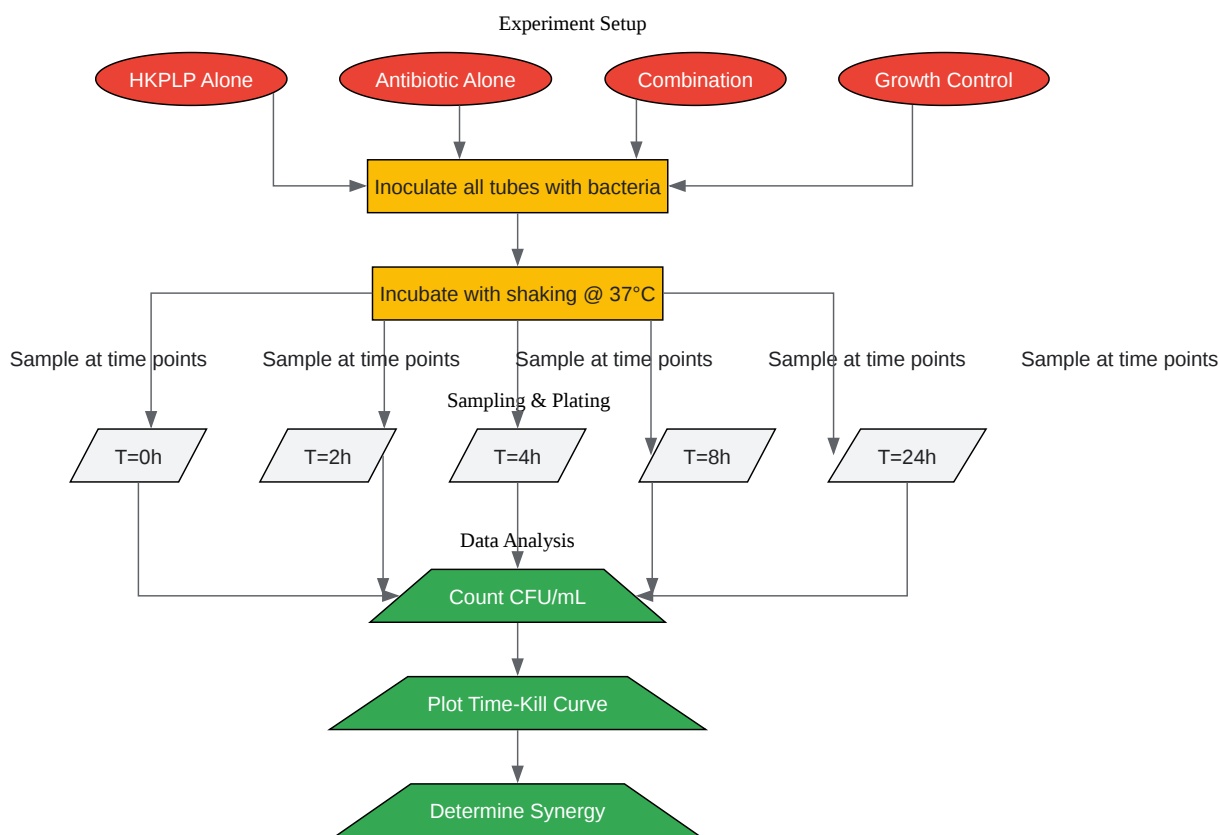 Experiment Setup
HKPLP Alone
Antibiotic Alone
Combination
Growth Control
Inoculate all tubes with bacteria
Incubate with shaking @ 37°C
Sample at time points
Sample at time points
Sample at time points
Sample at time points
Sample at time points
Sampling & Plating
T=0h
T=2h
T=4h
T=8h
T=24h
Data Analysis
Count CFU/mL
Plot Time-Kill Curve
Determine Synergy